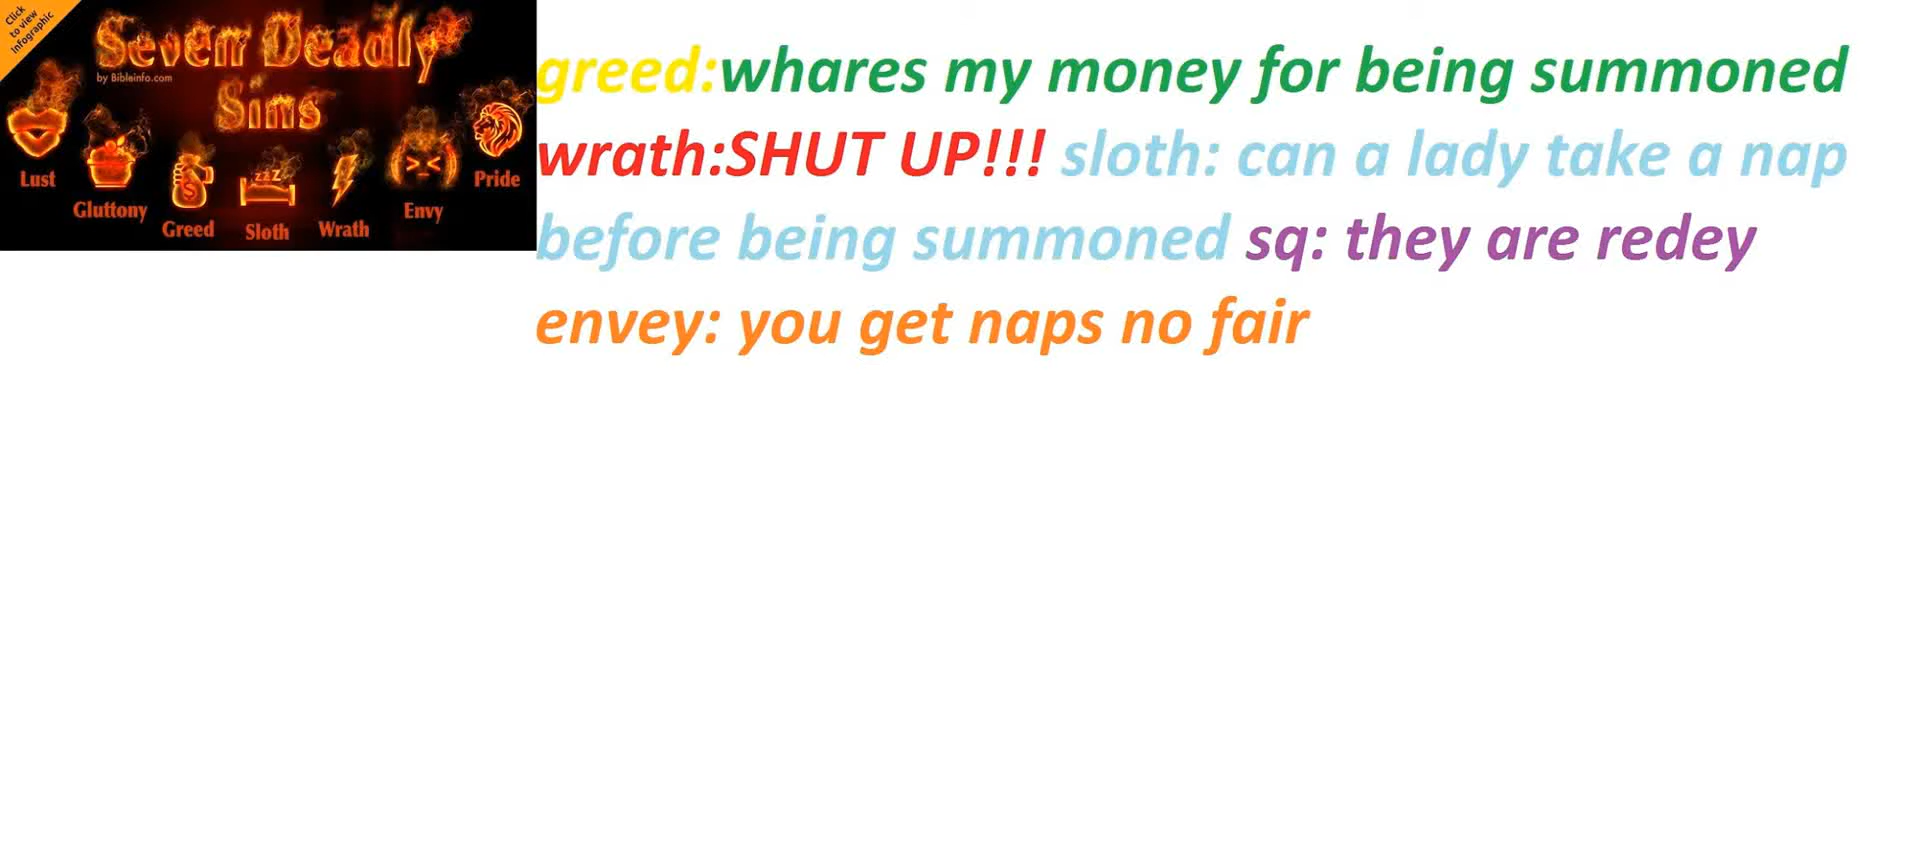 Click
to view
Infographic
Seven Deadly
by Bibleinfo.com
Sins
Lust
Gluttony
Greed
zzZ
Sloth
Wrath
Envy
Pride
$
greed:whares my money for being summoned
wrath:SHUT UP!!! sloth: can a lady take a nap
before being summoned sq: they are redey
envey: you get naps no fair